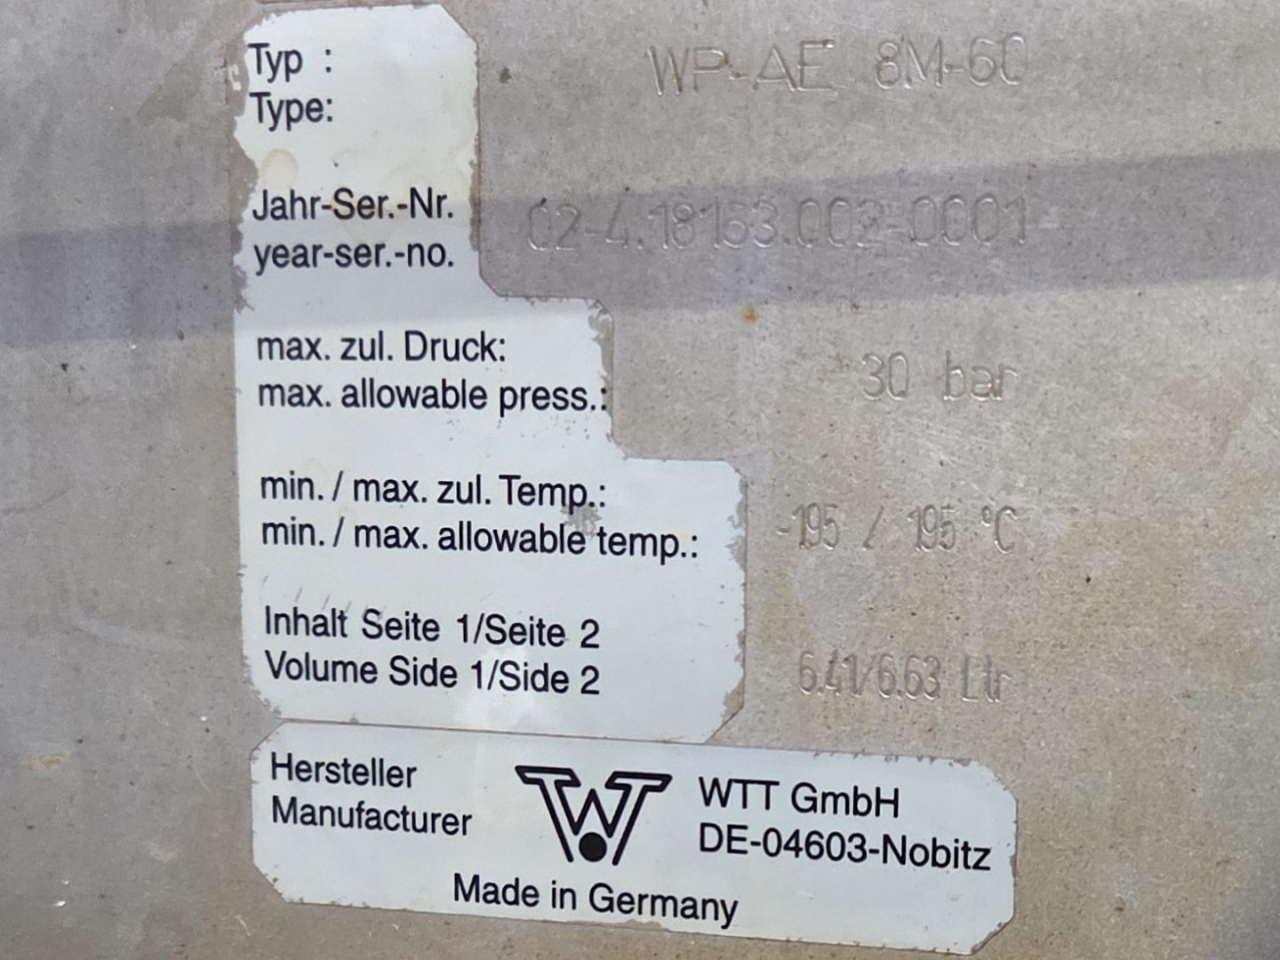 Typ : WP-AE 8M-60
Type:
Jahr-Ser.-Nr. 02-4.18153.002-0001
year-ser.-no.
max. zul. Druck: 30 bar
max. allowable press.:
min. / max. zul. Temp.:
min. / max. allowable temp.: -195 / 195 °C
Inhalt Seite 1/Seite 2
Volume Side 1/Side 2 6.41/6.63 Ltr
Hersteller WTT GmbH
Manufacturer DE-04603-Nobitz
WT
Made in Germany